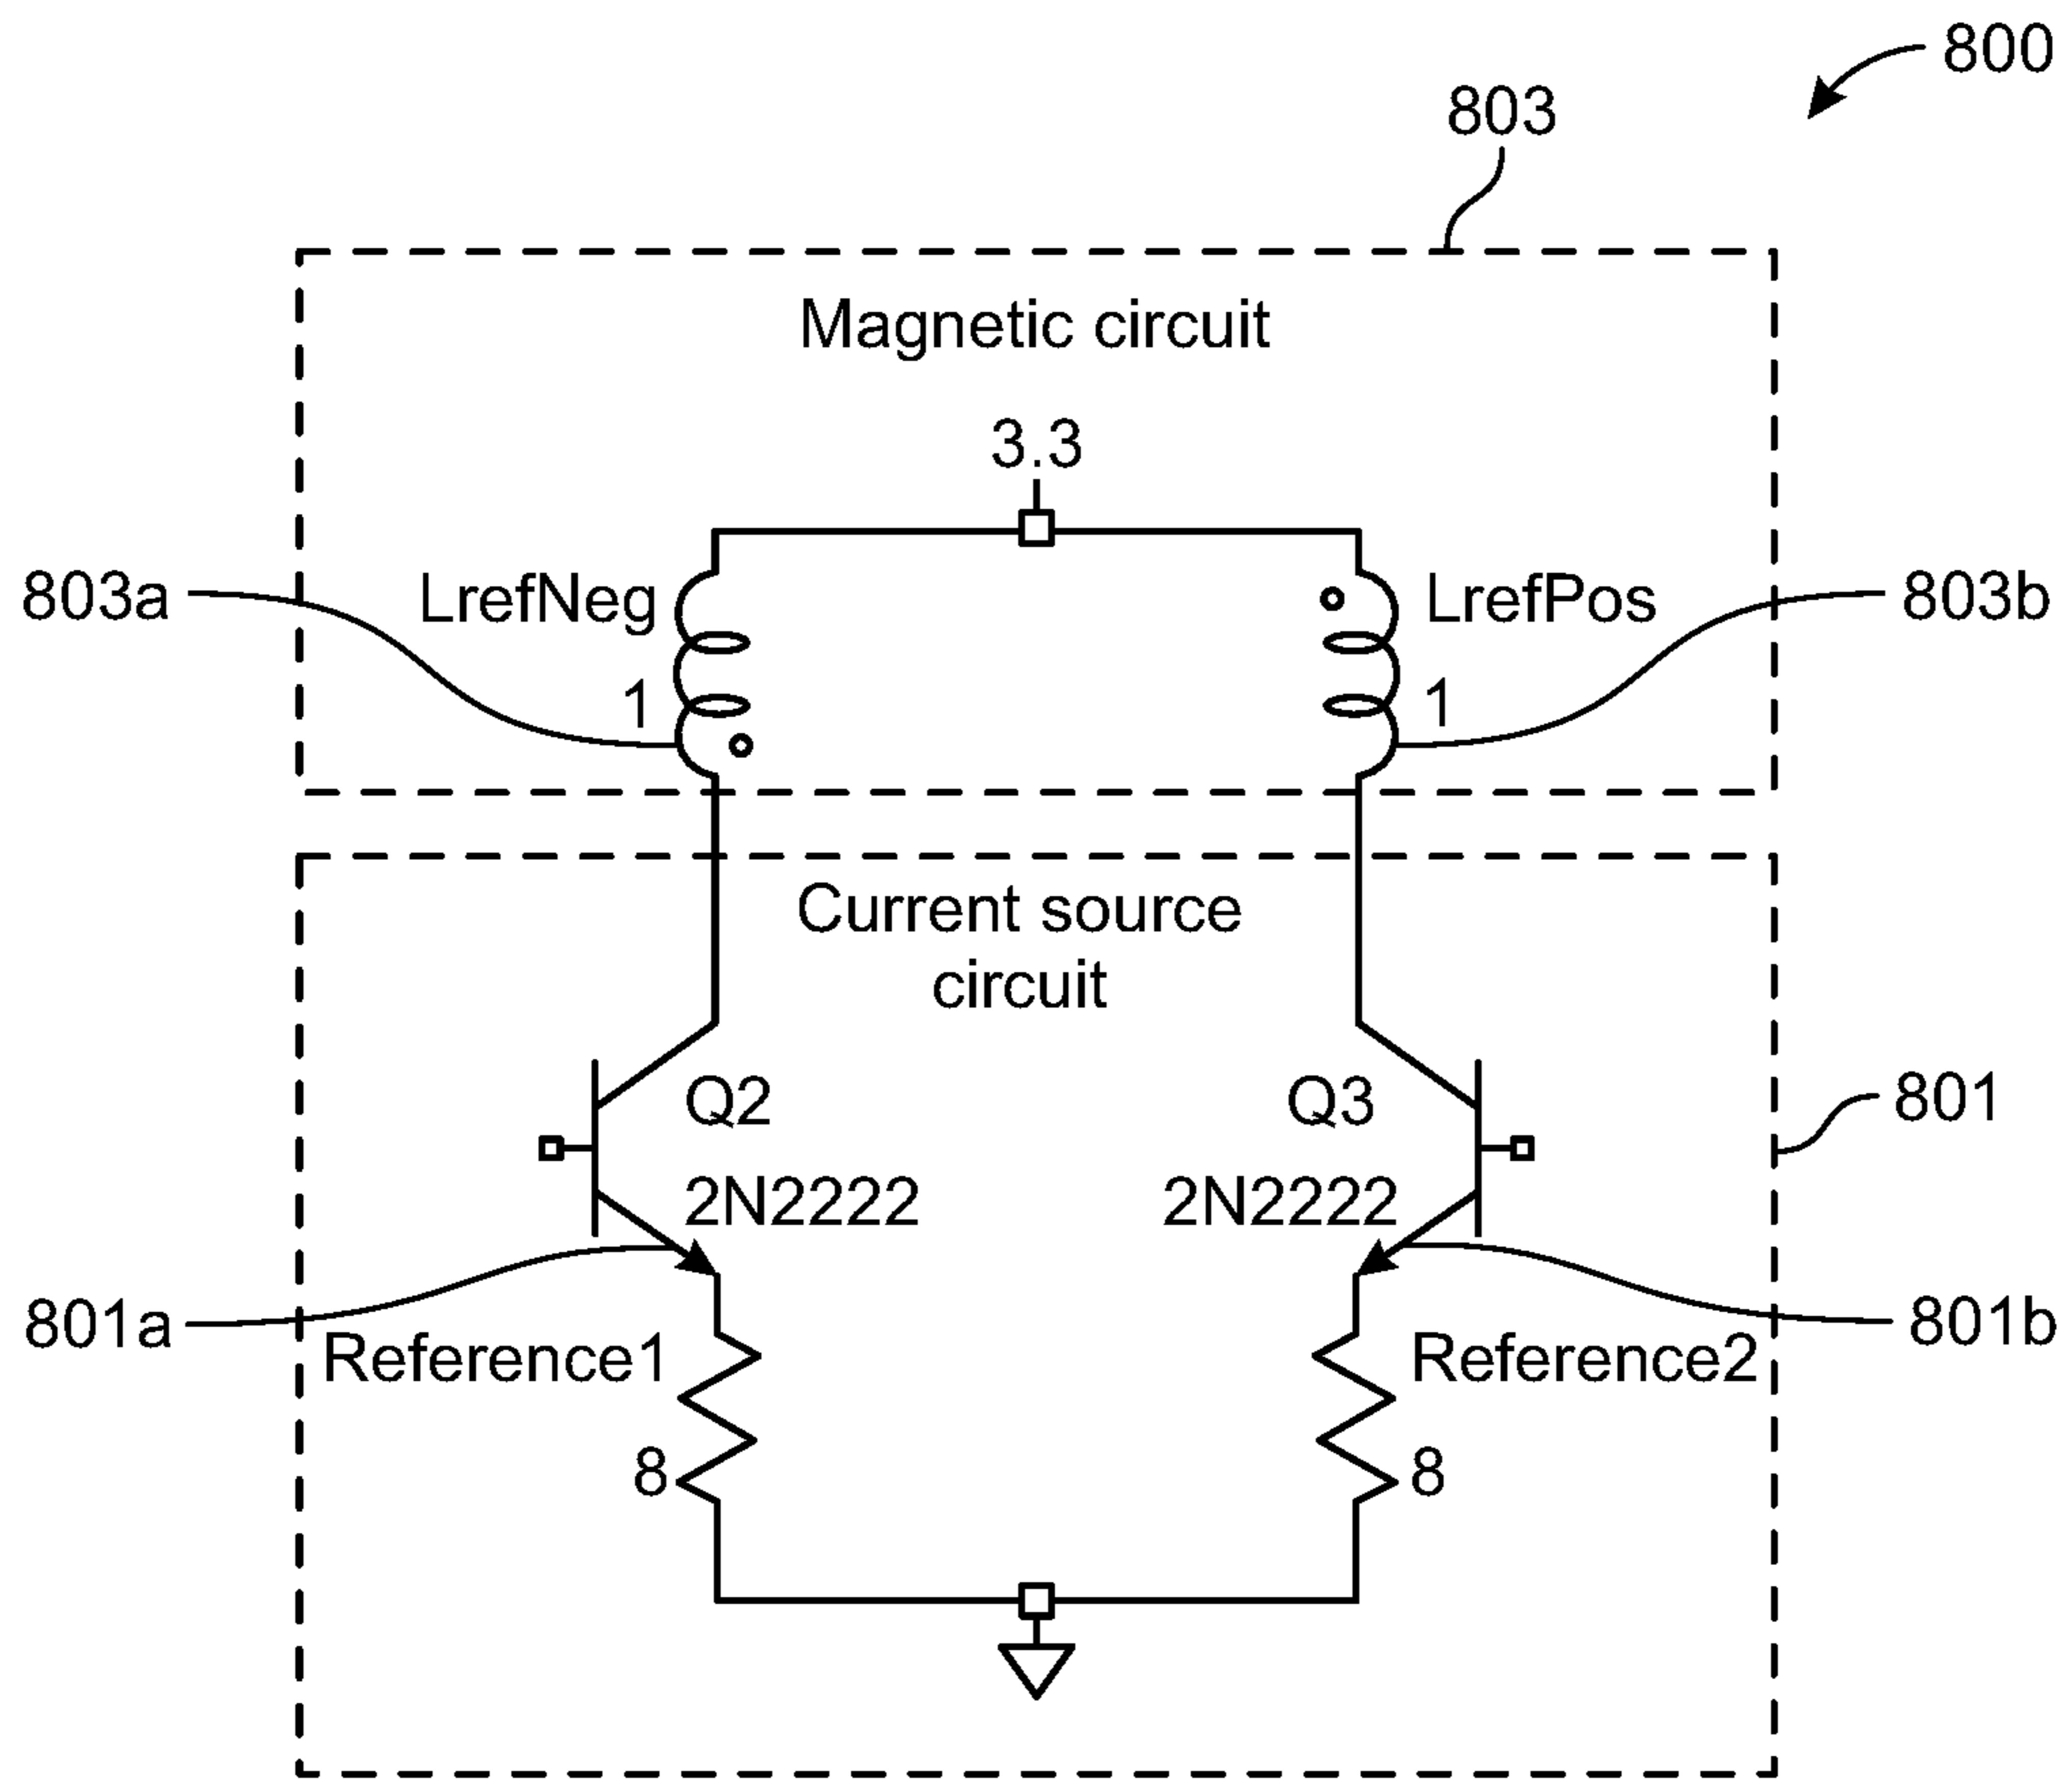 800
803
Magnetic circuit
3.3
803a
LrefNeg
LrefPos
803b
1
1
Current source
circuit
Q2
Q3
801
2N2222
2N2222
801a
Reference1
Reference2
801b
8
8